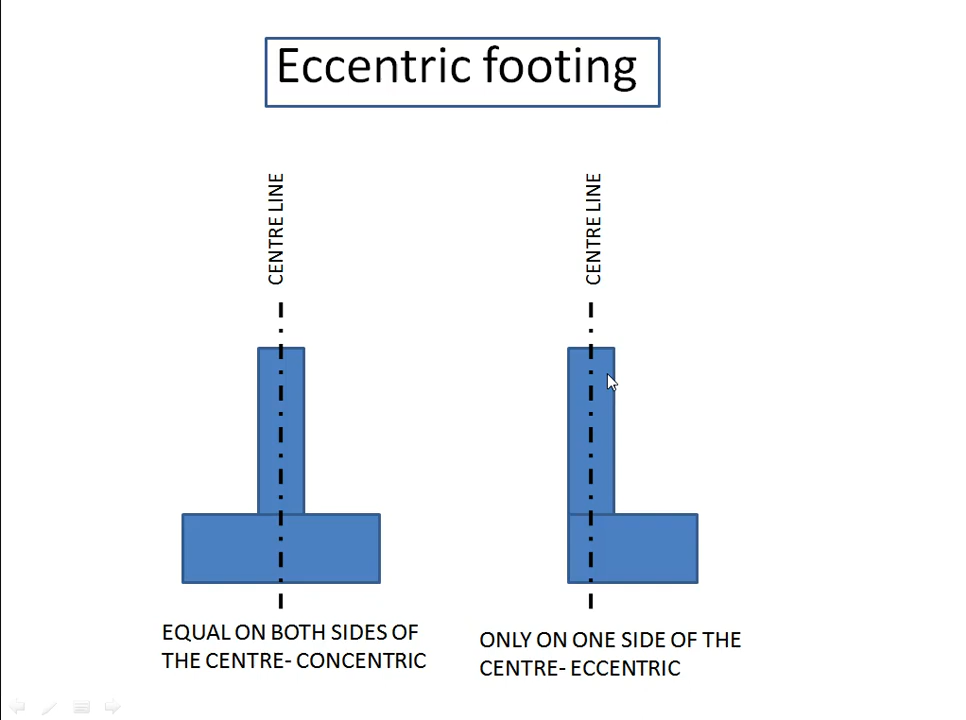 Eccentric footing
CENTRE LINE
CENTRE LINE
EQUAL ON BOTH SIDES OF
THE CENTRE- CONCENTRIC
ONLY ON ONE SIDE OF THE
CENTRE- ECCENTRIC